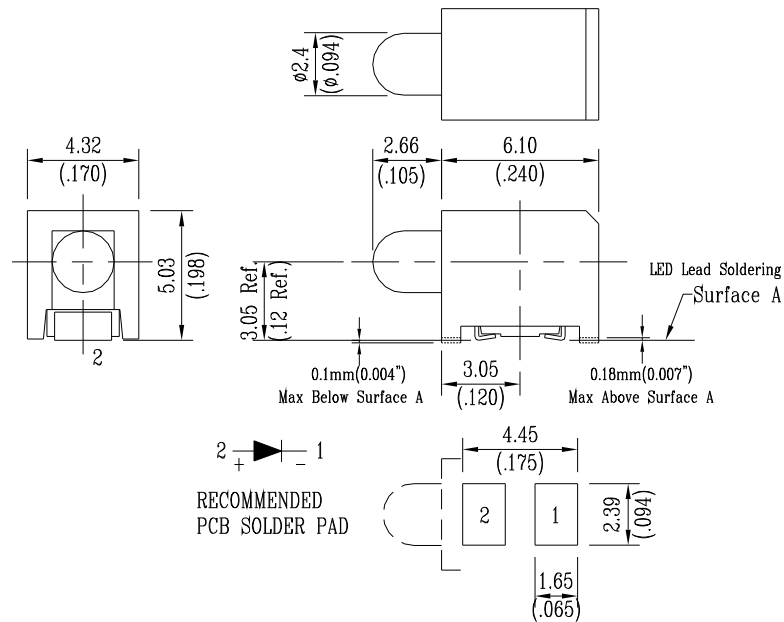 ø2.4
(ø.094)
4.32
(.170)
2.66
(.105)
6.10
(.240)
5.03
(.198)
3.05 Ref.
(.12 Ref.)
LED Lead Soldering
Surface A
2
0.1mm(0.004")
Max Below Surface A
3.05
(.120)
0.18mm(0.007")
Max Above Surface A
2 1
+ -
RECOMMENDED
PCB SOLDER PAD
4.45
(.175)
2 1
2.39
(.094)
1.65
(.065)